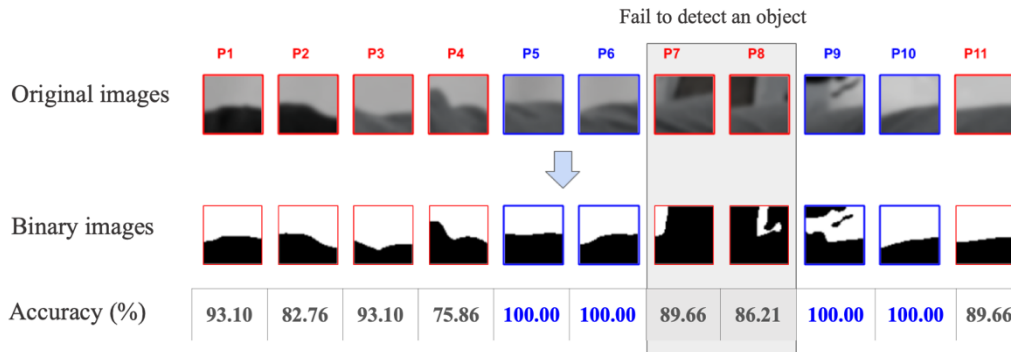 Fail to detect an object
P1 P2 P3 P4 P5 P6 P7 P8 P9 P10 P11
Original images
Binary images
Accuracy (%) 93.10 82.76 93.10 75.86 100.00 100.00 89.66 86.21 100.00 100.00 89.66